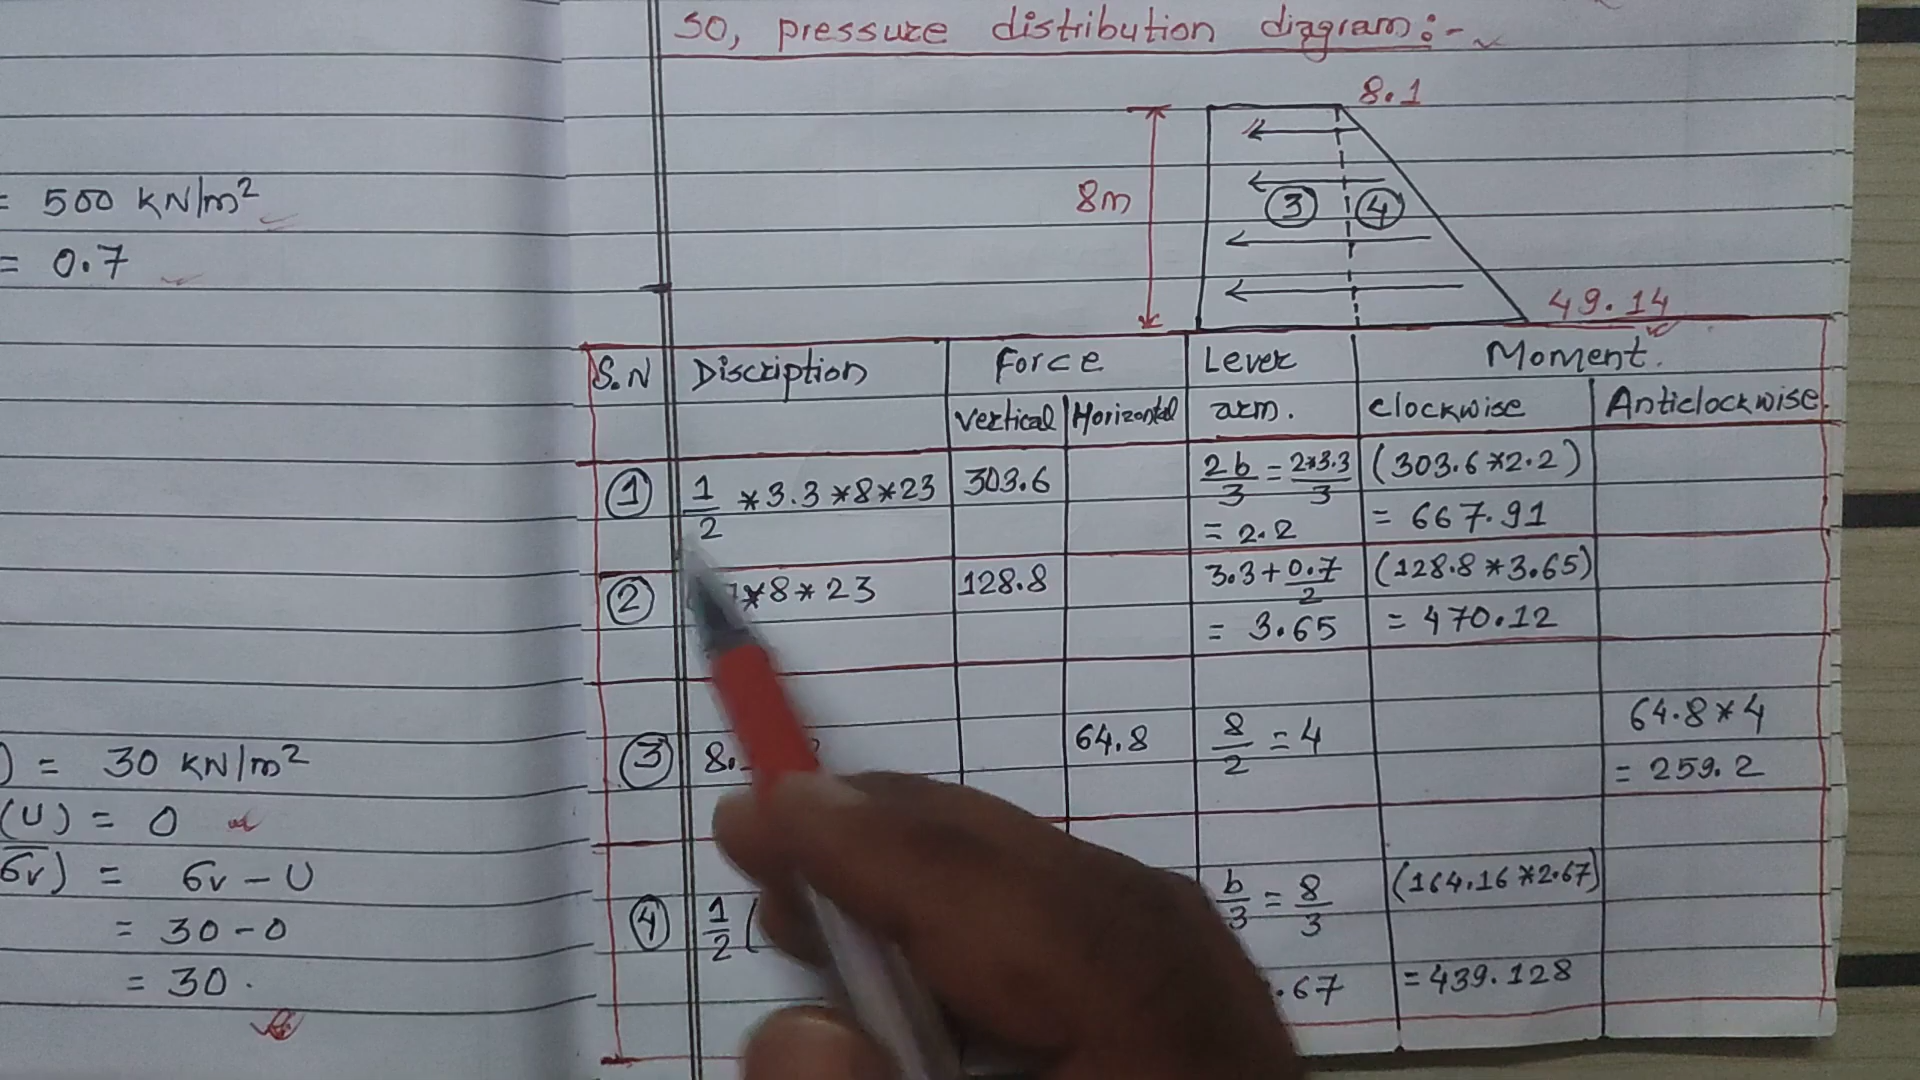 So, pressure distribution diagram:-
8.1
= 500 KN/m²
8m
③ ④
= 0.7
49.14
S.N Discription Force Lever Moment.
Vertical Horizontal arm. clockwise Anticlockwise
① 1/2 *3.3*8*23 303.6 2b/3 = 2*3.3/3 (303.6*2.2)
= 2.2 = 667.91
② *8*23 128.8 3.3+0.7/2 (128.8*3.65)
= 3.65 = 470.12
64.8*4
③ 8. 64.8 8/2 = 4
) = 30 KN/m² = 259.2
(U) = 0
σv) = σv - U
④ 1/2 ( b/3 = 8/3 (164.16*2.67)
= 30-0
= 30. .67 = 439.128